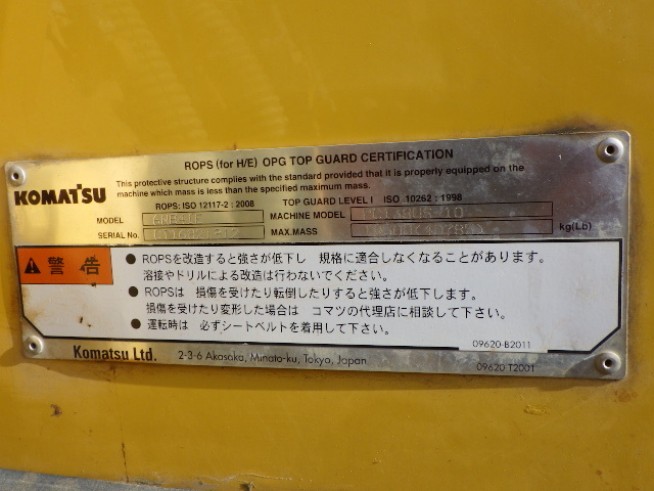 ROPS (for H/E) OPG TOP GUARD CERTIFICATION
KOMATSU
This protective structure complies with the standard provided that it is properly equipped on the
machine which mass is less than the specified maximum mass.
ROPS: ISO 12117-2 : 2008 TOP GUARD LEVEL I ISO 10262 : 1998
MODEL MACHINE MODEL
SERIAL No. MAX.MASS kg(Lb)
警告
● ROPSを改造すると強さが低下し 規格に適合しなくなることがあります。
溶接やドリルによる改造は行わないでください。
● ROPSは 損傷を受けたり転倒したりすると強さが低下します。
損傷を受けたり変形した場合は コマツの代理店に相談して下さい。
● 運転時は 必ずシートベルトを着用して下さい。
09620-B2011
Komatsu Ltd. 2-3-6 Akasaka, Minato-ku, Tokyo, Japan
09620 T2001